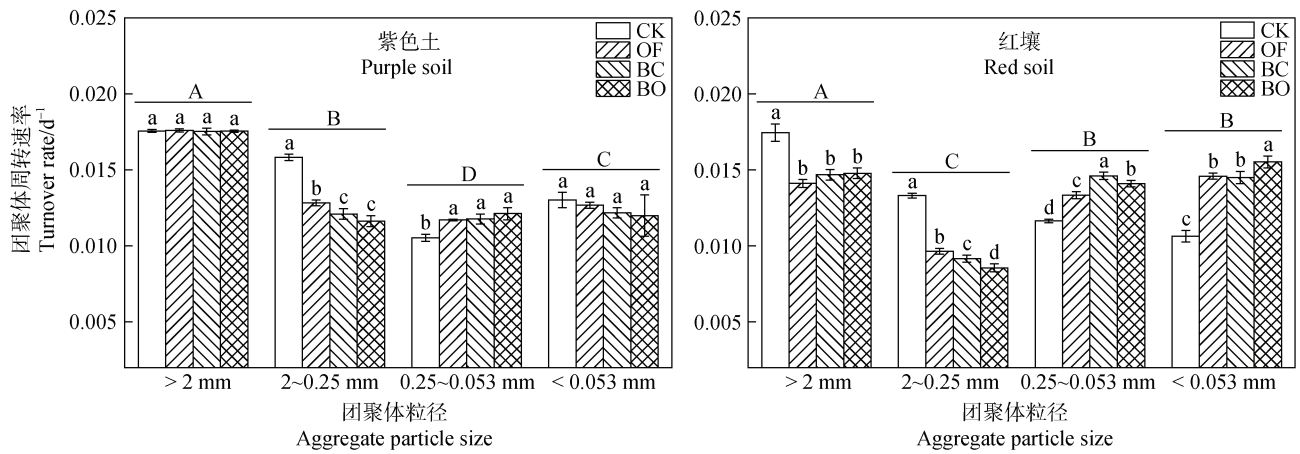 团聚体周转速率
Turnover rate/d⁻¹
0.025
0.020
0.015
0.010
0.005
紫色土
Purple soil
CK
OF
BC
BO
A
a a a a
B
a b c c
D
b a a a
C
a a a a
> 2 mm 2~0.25 mm 0.25~0.053 mm < 0.053 mm
团聚体粒径
Aggregate particle size
0.025
0.020
0.015
0.010
0.005
红壤
Red soil
CK
OF
BC
BO
A
a b b b
C
a b c d
B
d c a b
B
c b b a
> 2 mm 2~0.25 mm 0.25~0.053 mm < 0.053 mm
团聚体粒径
Aggregate particle size